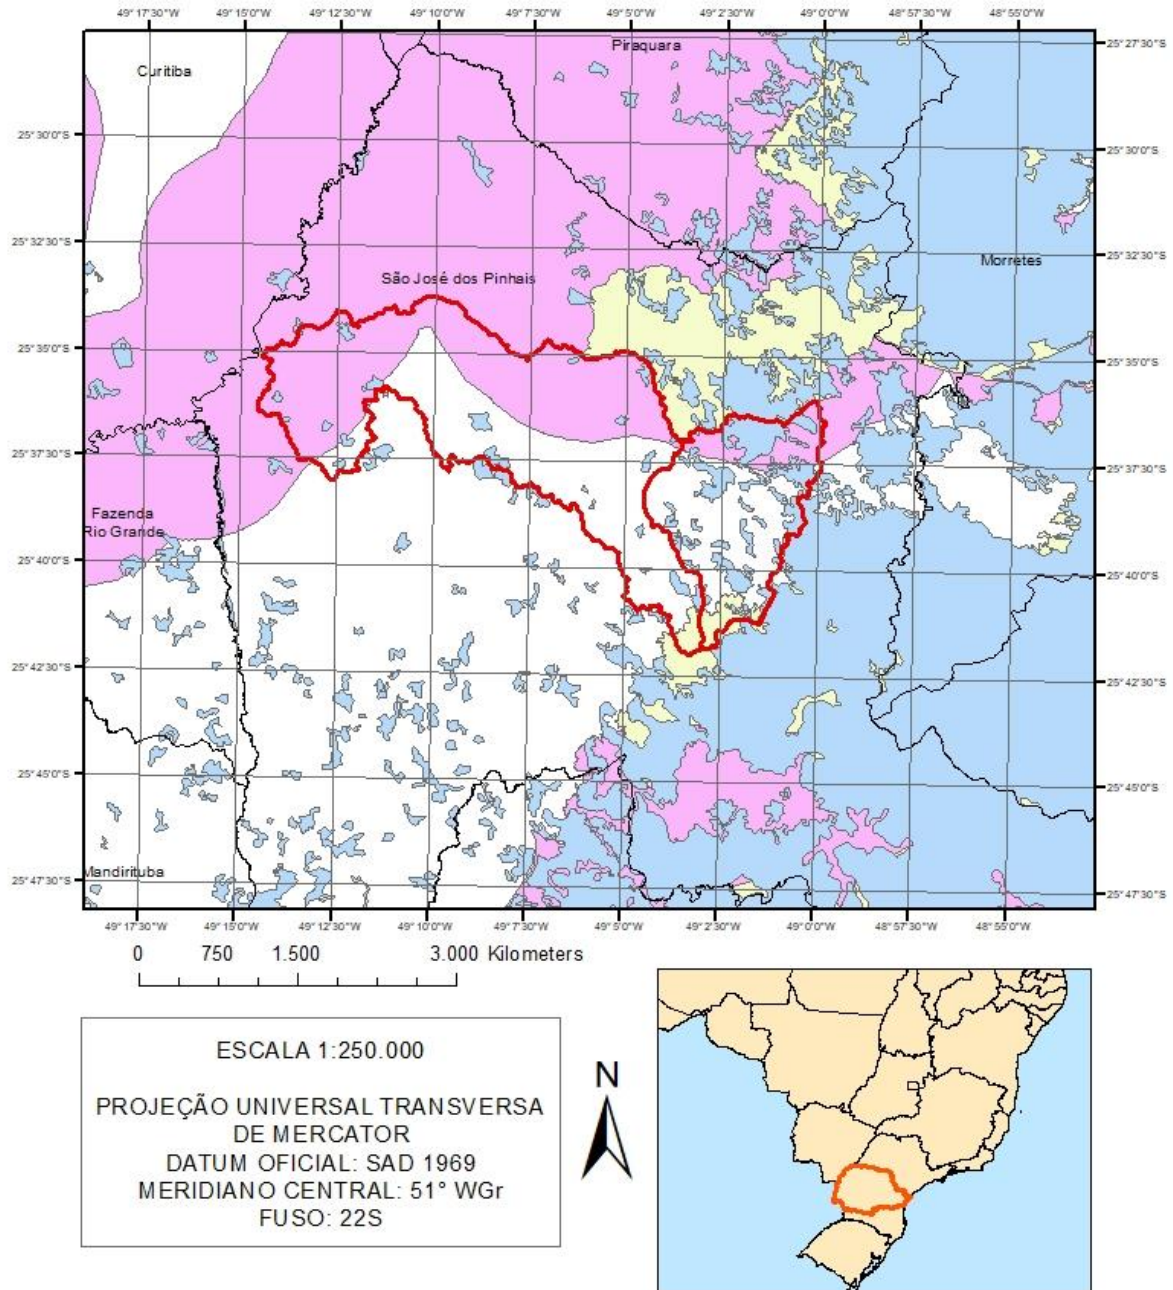 49°15'0"W 49°10'0"W 49°7'30"W 49°5'0"W 49°2'30"W 49°0'0"W 48°57'30"W 48°55'0"W
Piraquara
25°27'30"S
Curitiba
25°30'0"S
25°30'0"S
25°32'30"S
25°32'30"S
Morretes
São José dos Pinhais
25°35'0"S
25°35'0"S
25°37'30"S
25°37'30"S
Fazenda
Rio Grande
25°40'0"S
25°40'0"S
25°42'30"S
25°42'30"S
25°45'0"S
25°45'0"S
Mandirituba
25°47'30"S
25°47'30"S
49°17'30"W 49°15'0"W 49°12'30"W 49°10'0"W 49°7'30"W 49°5'0"W 49°2'30"W 49°0'0"W 48°57'30"W 48°55'0"W
0 750 1.500 3.000 Kilometers
ESCALA 1:250.000
PROJEÇÃO UNIVERSAL TRANSVERSA
DE MERCATOR
DATUM OFICIAL: SAD 1969
MERIDIANO CENTRAL: 51° WGr
FUSO: 22S
N